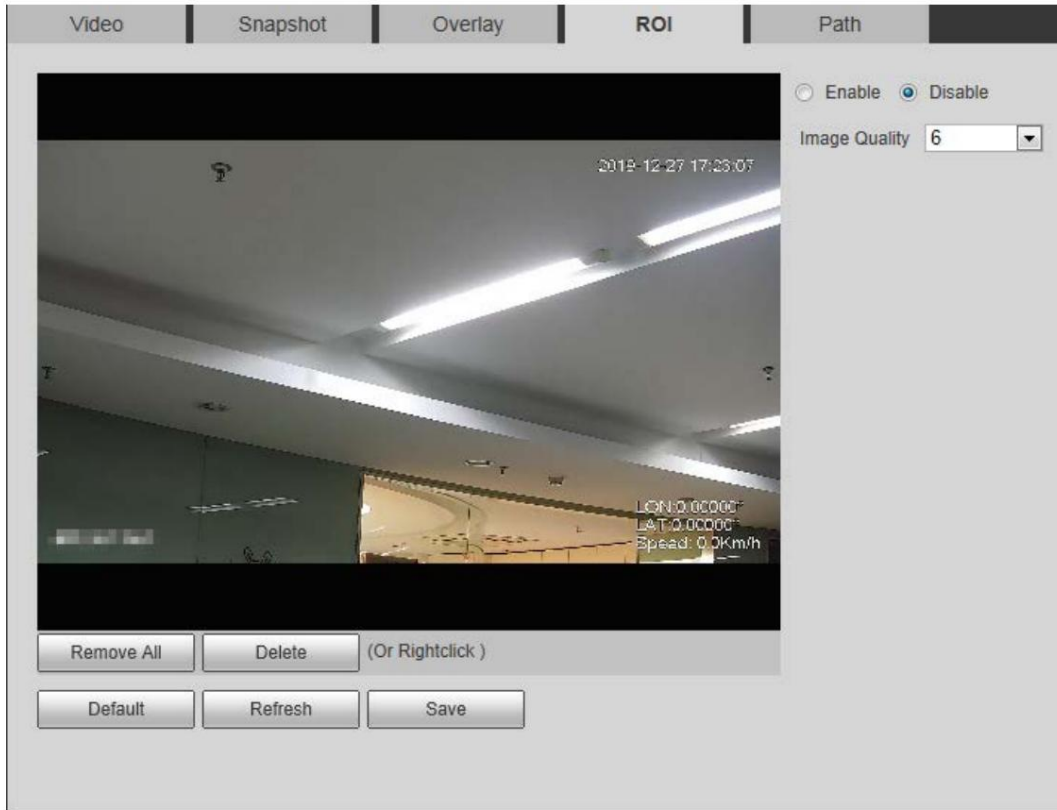 Video Snapshot Overlay ROI Path
Enable Disable
Image Quality 6
2019-12-27 17:23:07
LON:0.00000°
LAT:0.00000°
Speed: 0.0Km/h
Remove All Delete (Or Rightclick )
Default Refresh Save